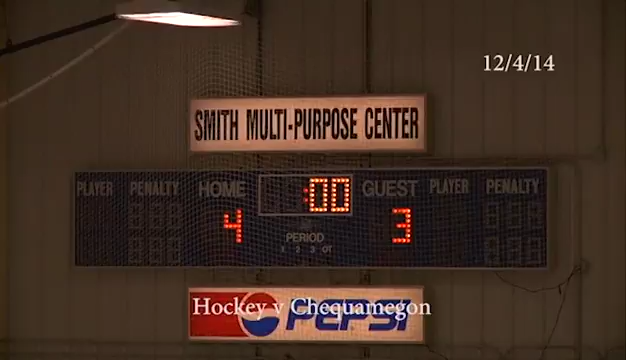 12/4/14
SMITH MULTI-PURPOSE CENTER
PLAYER PENALTY HOME :00 GUEST PLAYER PENALTY
4 3
PERIOD
1 2 3 OT
Hockey v Chequamegon
PEPSI